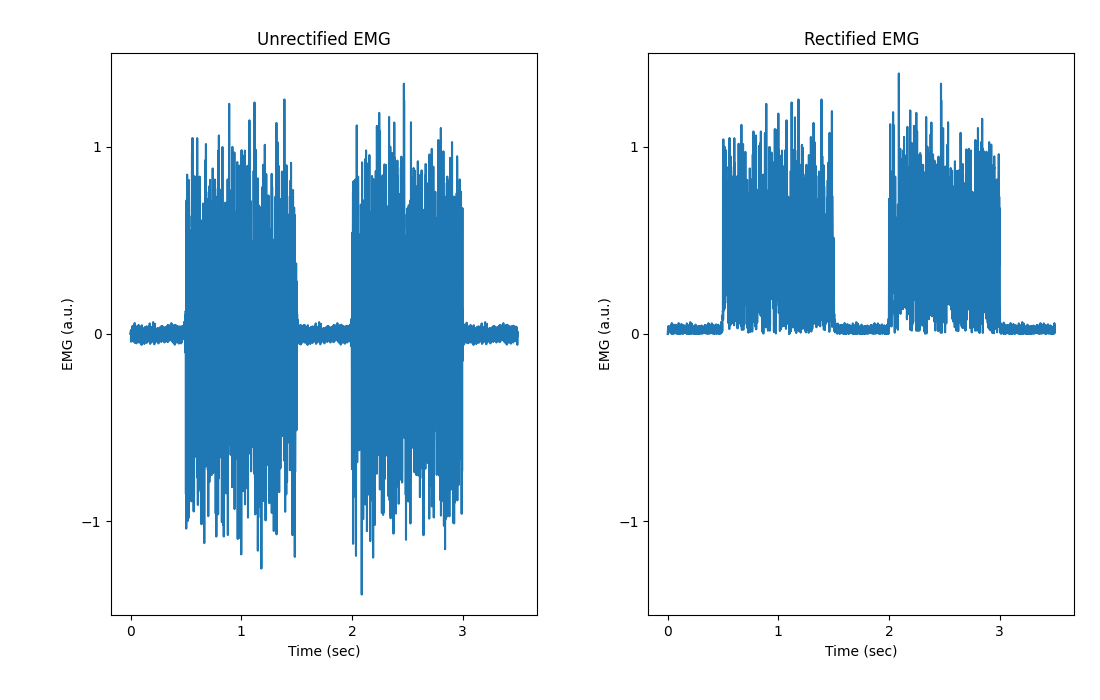 Unrectified EMG
EMG (a.u.)
1
0
−1
0 1 2 3
Time (sec)
Rectified EMG
EMG (a.u.)
1
0
−1
0 1 2 3
Time (sec)